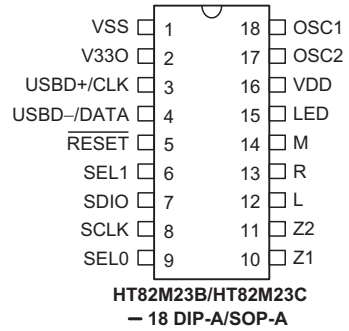 VSS 1 18 OSC1
V33O 2 17 OSC2
USBD+/CLK 3 16 VDD
USBD–/DATA 4 15 LED
RESET 5 14 M
SEL1 6 13 R
SDIO 7 12 L
SCLK 8 11 Z2
SEL0 9 10 Z1
HT82M23B/HT82M23C
– 18 DIP-A/SOP-A